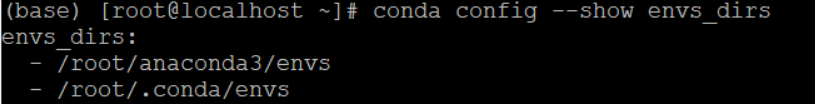 (base) [root@localhost ~]# conda config --show envs_dirs
envs_dirs:
  - /root/anaconda3/envs
  - /root/.conda/envs